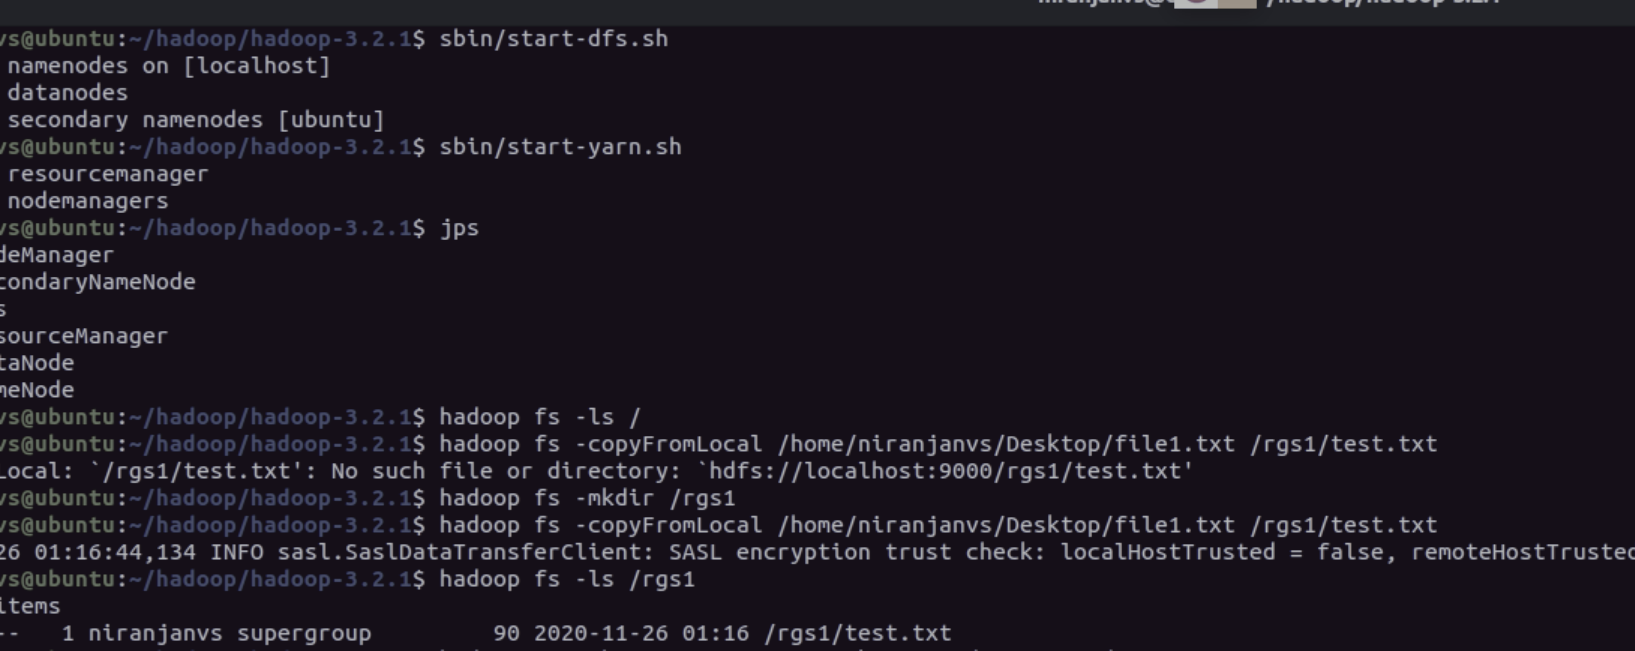 vs@ubuntu:~/hadoop/hadoop-3.2.1$ sbin/start-dfs.sh
namenodes on [localhost]
datanodes
secondary namenodes [ubuntu]
vs@ubuntu:~/hadoop/hadoop-3.2.1$ sbin/start-yarn.sh
resourcemanager
nodemanagers
vs@ubuntu:~/hadoop/hadoop-3.2.1$ jps
deManager
condaryNameNode
s
sourceManager
taNode
meNode
vs@ubuntu:~/hadoop/hadoop-3.2.1$ hadoop fs -ls /
vs@ubuntu:~/hadoop/hadoop-3.2.1$ hadoop fs -copyFromLocal /home/niranjanvs/Desktop/file1.txt /rgs1/test.txt
Local: `/rgs1/test.txt': No such file or directory: `hdfs://localhost:9000/rgs1/test.txt'
vs@ubuntu:~/hadoop/hadoop-3.2.1$ hadoop fs -mkdir /rgs1
vs@ubuntu:~/hadoop/hadoop-3.2.1$ hadoop fs -copyFromLocal /home/niranjanvs/Desktop/file1.txt /rgs1/test.txt
26 01:16:44,134 INFO sasl.SaslDataTransferClient: SASL encryption trust check: localHostTrusted = false, remoteHostTrusted
vs@ubuntu:~/hadoop/hadoop-3.2.1$ hadoop fs -ls /rgs1
items
-- 1 niranjanvs supergroup 90 2020-11-26 01:16 /rgs1/test.txt